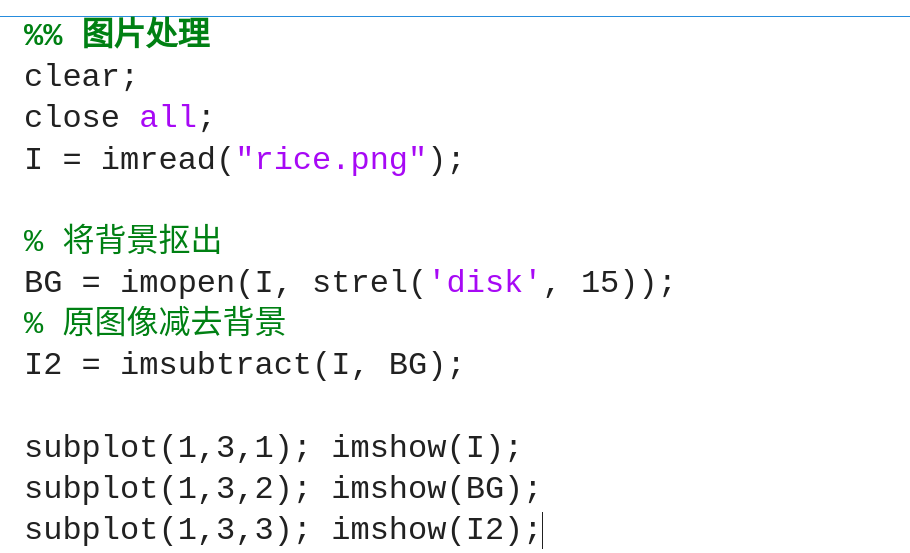 %% 图片处理
clear;
close all;
I = imread("rice.png");
% 将背景抠出
BG = imopen(I, strel('disk', 15));
% 原图像减去背景
I2 = imsubtract(I, BG);
subplot(1,3,1); imshow(I);
subplot(1,3,2); imshow(BG);
subplot(1,3,3); imshow(I2);